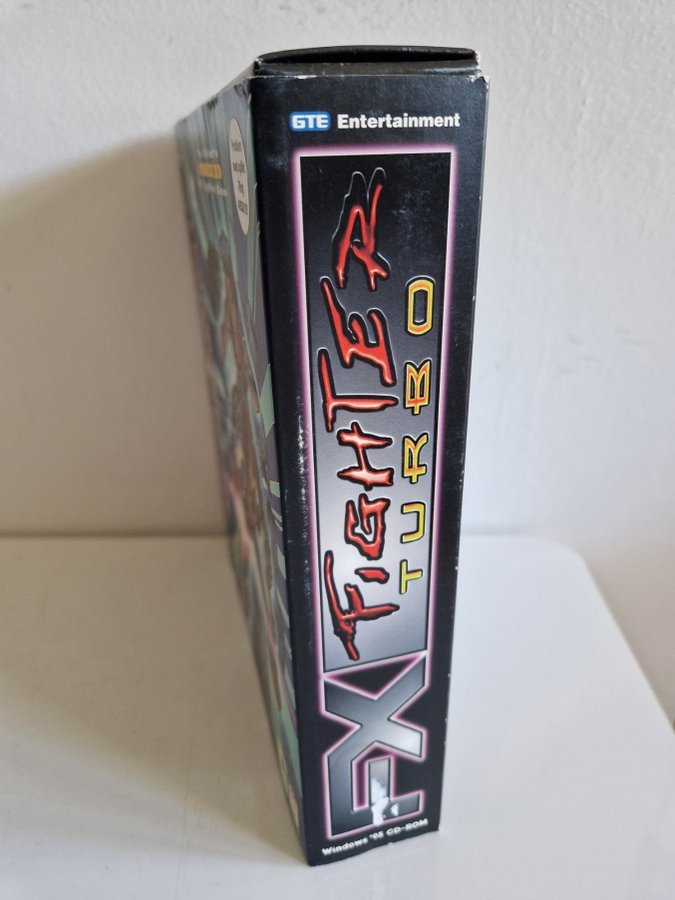 GTE Entertainment
FX FIGHTER
TURBO
Windows '95 CD-ROM